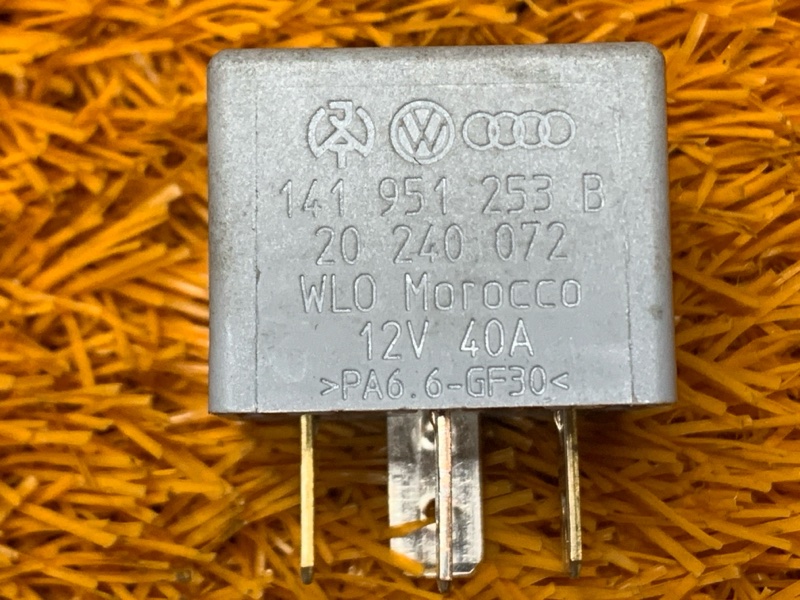 141 951 253 B
20 240 072
WLO Morocco
12V 40A
>PA6.6-GF30<